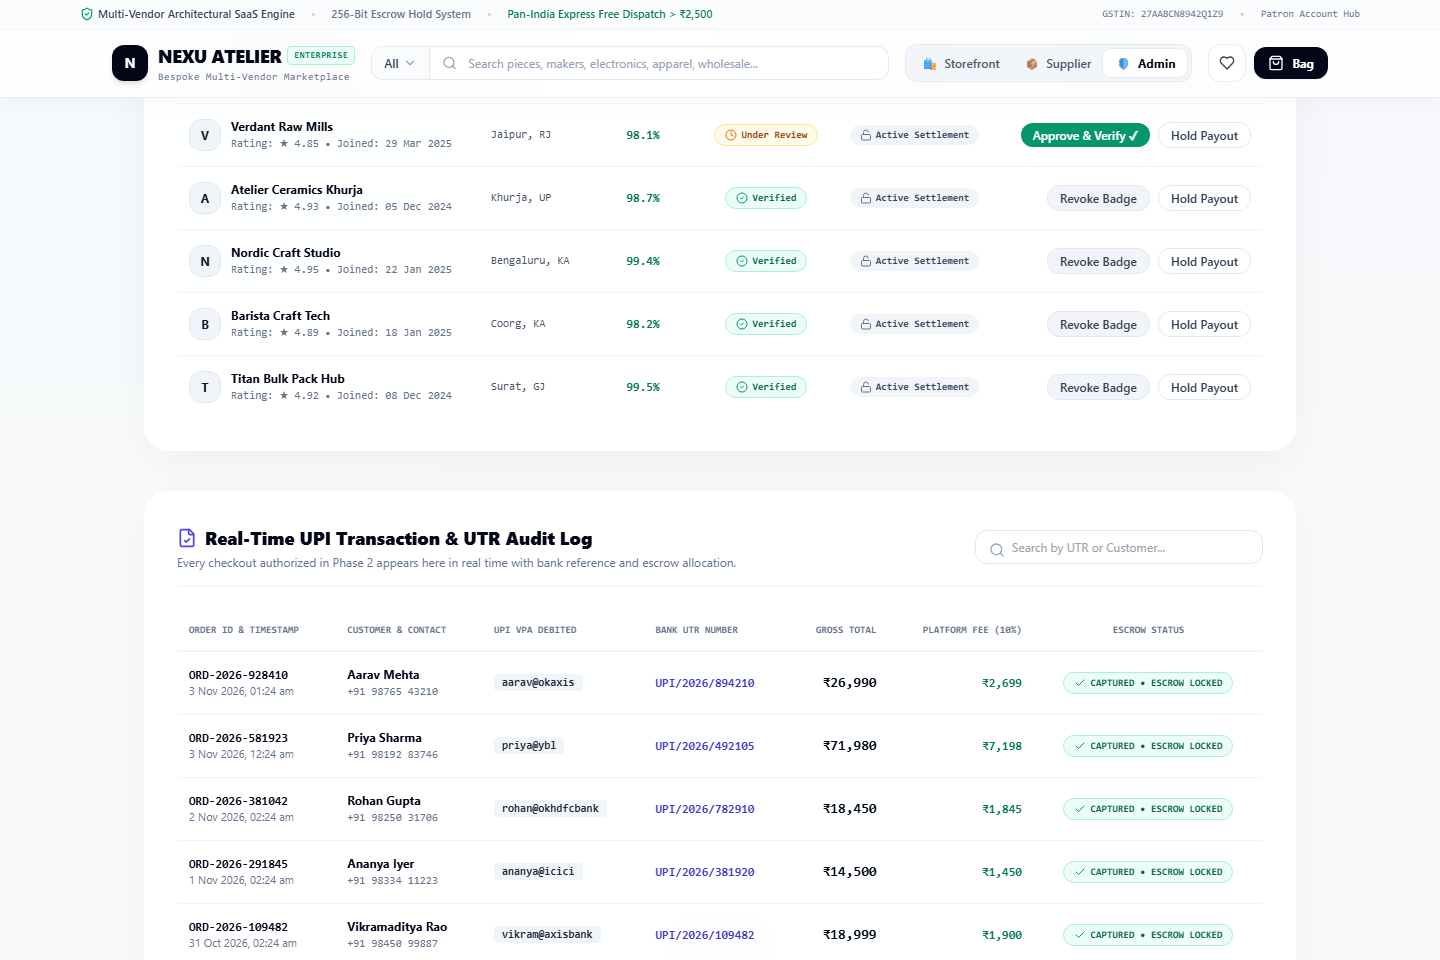 Multi-Vendor Architectural SaaS Engine • 256-Bit Escrow Hold System • Pan-India Express Free Dispatch > ₹2,500 GSTIN: 27AABCN8942Q1Z9 • Patron Account Hub
N NEXU ATELIER ENTERPRISE
Bespoke Multi-Vendor Marketplace
All Search pieces, makers, electronics, apparel, wholesale... Storefront Supplier Admin Bag
V Verdant Raw Mills Jaipur, RJ 98.1% Under Review Active Settlement Approve & Verify ✓ Hold Payout
Rating: ★ 4.85 • Joined: 29 Mar 2025
A Atelier Ceramics Khurja Khurja, UP 98.7% Verified Active Settlement Revoke Badge Hold Payout
Rating: ★ 4.93 • Joined: 05 Dec 2024
N Nordic Craft Studio Bengaluru, KA 99.4% Verified Active Settlement Revoke Badge Hold Payout
Rating: ★ 4.95 • Joined: 22 Jan 2025
B Barista Craft Tech Coorg, KA 98.2% Verified Active Settlement Revoke Badge Hold Payout
Rating: ★ 4.89 • Joined: 18 Jan 2025
T Titan Bulk Pack Hub Surat, GJ 99.5% Verified Active Settlement Revoke Badge Hold Payout
Rating: ★ 4.92 • Joined: 08 Dec 2024
Real-Time UPI Transaction & UTR Audit Log
Every checkout authorized in Phase 2 appears here in real time with bank reference and escrow allocation.
Search by UTR or Customer...
ORDER ID & TIMESTAMP CUSTOMER & CONTACT UPI VPA DEBITED BANK UTR NUMBER GROSS TOTAL PLATFORM FEE (10%) ESCROW STATUS
ORD-2026-928410 Aarav Mehta aarav@okaxis UPI/2026/894210 ₹26,990 ₹2,699 CAPTURED • ESCROW LOCKED
3 Nov 2026, 01:24 am +91 98765 43210
ORD-2026-581923 Priya Sharma priya@ybl UPI/2026/492105 ₹71,980 ₹7,198 CAPTURED • ESCROW LOCKED
3 Nov 2026, 12:24 am +91 98192 83746
ORD-2026-381042 Rohan Gupta rohan@okhdfcbank UPI/2026/782910 ₹18,450 ₹1,845 CAPTURED • ESCROW LOCKED
2 Nov 2026, 02:24 am +91 98250 31706
ORD-2026-291845 Ananya Iyer ananya@icici UPI/2026/381920 ₹14,500 ₹1,450 CAPTURED • ESCROW LOCKED
1 Nov 2026, 02:24 am +91 98334 11223
ORD-2026-109482 Vikramaditya Rao vikram@axisbank UPI/2026/109482 ₹18,999 ₹1,900 CAPTURED • ESCROW LOCKED
31 Oct 2026, 02:24 am +91 98450 99887